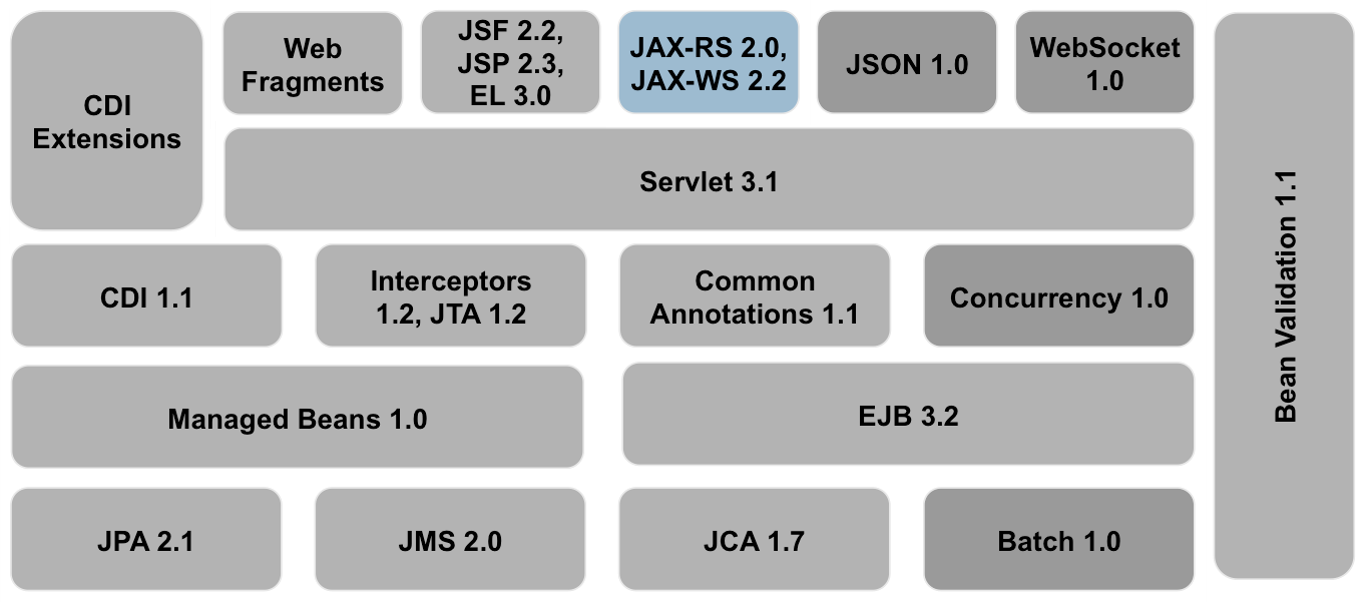 CDI
Extensions
Web
Fragments
JSF 2.2,
JSP 2.3,
EL 3.0
JAX-RS 2.0,
JAX-WS 2.2
JSON 1.0
WebSocket
1.0
Servlet 3.1
Bean Validation 1.1
CDI 1.1
Interceptors
1.2, JTA 1.2
Common
Annotations 1.1
Concurrency 1.0
Managed Beans 1.0
EJB 3.2
JPA 2.1
JMS 2.0
JCA 1.7
Batch 1.0